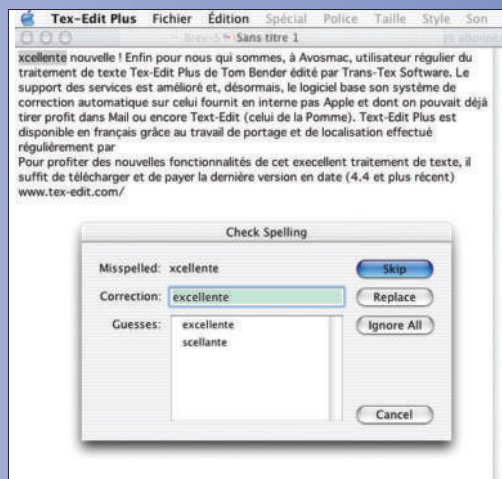 Tex-Edit Plus Fichier Édition Spécial Police Taille Style Son
Sans titre 1
xcellente nouvelle ! Enfin pour nous qui sommes, à Avosmac, utilisateur régulier du
traitement de texte Tex-Edit Plus de Tom Bender édité par Trans-Tex Software. Le
support des services est amélioré et, désormais, le logiciel base son système de
correction automatique sur celui fournit en interne pas Apple et dont on pouvait déjà
tirer profit dans Mail ou encore Text-Edit (celui de la Pomme). Text-Edit Plus est
disponible en français grâce au travail de portage et de localisation effectué
régulièrement par
Pour profiter des nouvelles fonctionnalités de cet execellent traitement de texte, il
suffit de télécharger et de payer la dernière version en date (4.4 et plus récent)
www.tex-edit.com/
Check Spelling
Misspelled: xcellente
Skip
Correction: excellente
Replace
Guesses: excellente
Ignore All
scellante
Cancel